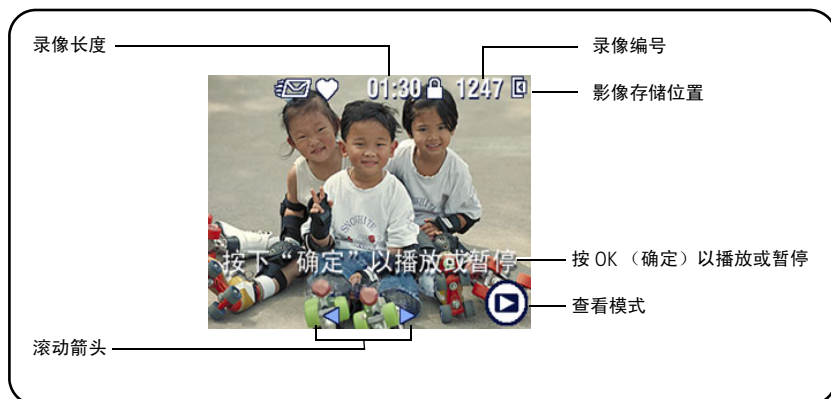 录像长度
录像编号
01:30 1247
影像存储位置
按下“确定”以播放或暂停
按 OK （确定）以播放或暂停
查看模式
滚动箭头